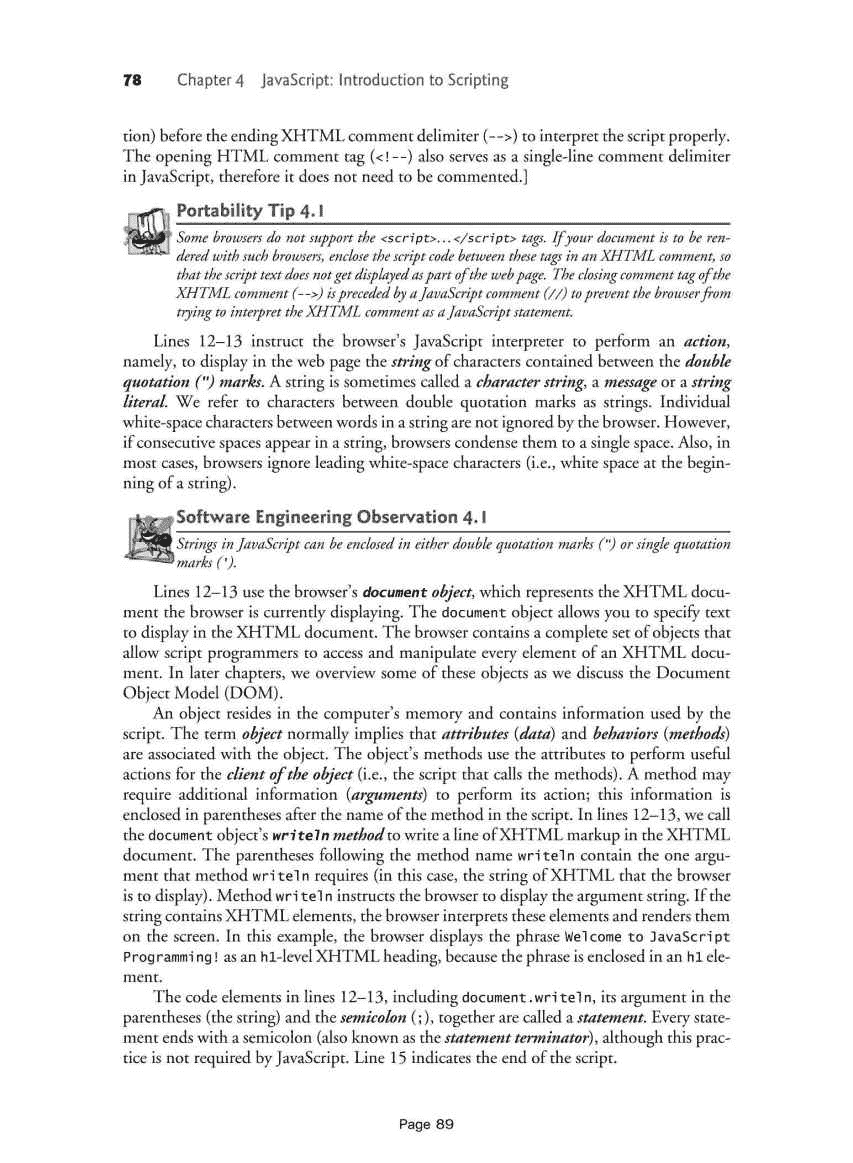 78 Chapter 4 JavaScript: Introduction to Scripting
tion) before the ending XHTML comment delimiter (-->) to interpret the script properly.
The opening HTML comment tag (<!--) also serves as a single-line comment delimiter
in JavaScript, therefore it does not need to be commented.]
Portability Tip 4.1
Some browsers do not support the <script>…</script> tags. If your document is to be ren-
dered with such browsers, enclose the script code between these tags in an XHTML comment, so
that the script text does not get displayed as part of the web page. The closing comment tag of the
XHTML comment (-->) is preceded by a JavaScript comment (//) to prevent the browser from
trying to interpret the XHTML comment as a JavaScript statement.
Lines 12–13 instruct the browser's JavaScript interpreter to perform an action,
namely, to display in the web page the string of characters contained between the double
quotation (") marks. A string is sometimes called a character string, a message or a string
literal. We refer to characters between double quotation marks as strings. Individual
white-space characters between words in a string are not ignored by the browser. However,
if consecutive spaces appear in a string, browsers condense them to a single space. Also, in
most cases, browsers ignore leading white-space characters (i.e., white space at the begin-
ning of a string).
Software Engineering Observation 4.1
Strings in JavaScript can be enclosed in either double quotation marks (") or single quotation
marks (').
Lines 12–13 use the browser's document object, which represents the XHTML docu-
ment the browser is currently displaying. The document object allows you to specify text
to display in the XHTML document. The browser contains a complete set of objects that
allow script programmers to access and manipulate every element of an XHTML docu-
ment. In later chapters, we overview some of these objects as we discuss the Document
Object Model (DOM).
An object resides in the computer's memory and contains information used by the
script. The term object normally implies that attributes (data) and behaviors (methods)
are associated with the object. The object's methods use the attributes to perform useful
actions for the client of the object (i.e., the script that calls the methods). A method may
require additional information (arguments) to perform its action; this information is
enclosed in parentheses after the name of the method in the script. In lines 12–13, we call
the document object's writeln method to write a line of XHTML markup in the XHTML
document. The parentheses following the method name writeln contain the one argu-
ment that method writeln requires (in this case, the string of XHTML that the browser
is to display). Method writeln instructs the browser to display the argument string. If the
string contains XHTML elements, the browser interprets these elements and renders them
on the screen. In this example, the browser displays the phrase Welcome to JavaScript
Programming! as an h1-level XHTML heading, because the phrase is enclosed in an h1 ele-
ment.
The code elements in lines 12–13, including document.writeln, its argument in the
parentheses (the string) and the semicolon (;), together are called a statement. Every state-
ment ends with a semicolon (also known as the statement terminator), although this prac-
tice is not required by JavaScript. Line 15 indicates the end of the script.
Page 89